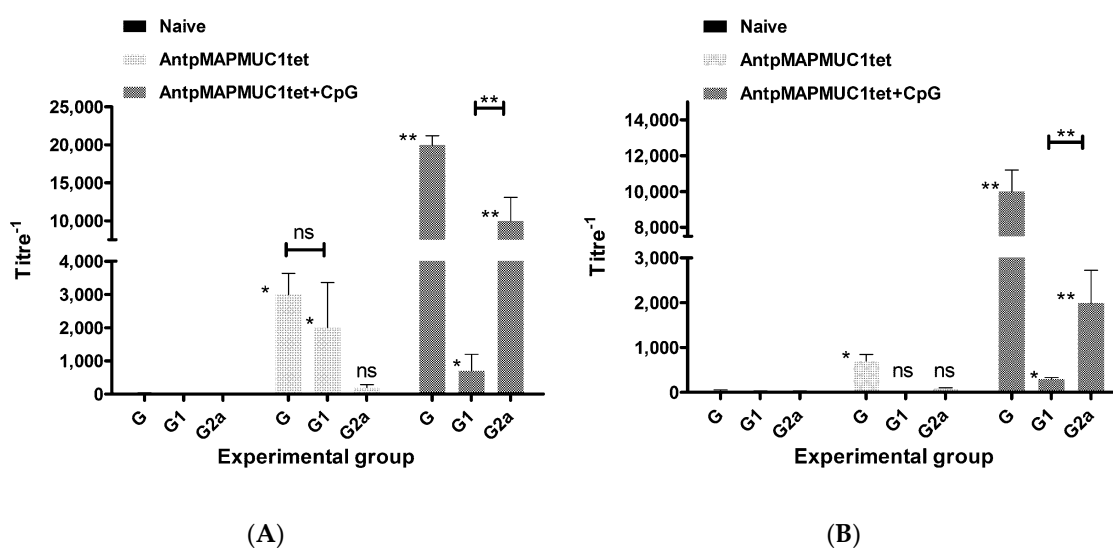 Naive
AntpMAPMUC1tet
AntpMAPMUC1tet+CpG
25,000
20,000
15,000
10,000
4,000
3,000
2,000
1,000
0
Titre-1
**
**
**
ns
*
*
ns
*
G
G1
G2a
G
G1
G2a
G
G1
G2a
Experimental group
(A)
Naive
AntpMAPMUC1tet
AntpMAPMUC1tet+CpG
14,000
12,000
10,000
8,000
3,000
2,000
1,000
0
Titre-1
**
**
**
*
ns
ns
*
G
G1
G2a
G
G1
G2a
G
G1
G2a
Experimental group
(B)